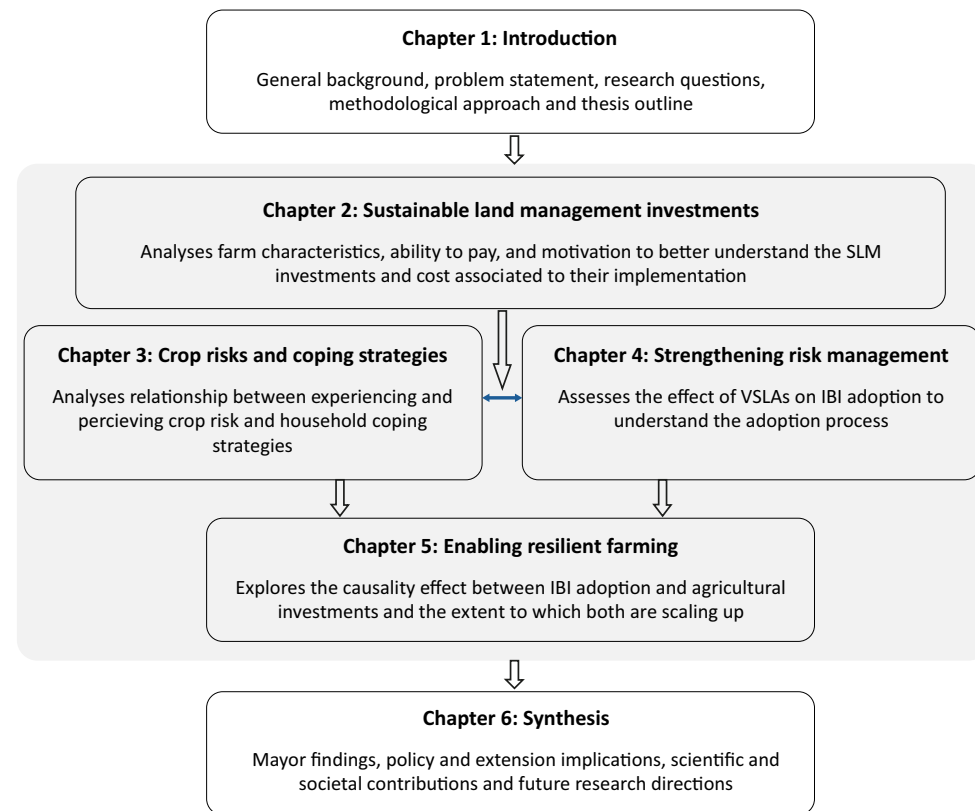 Chapter 1: Introduction
General background, problem statement, research questions,
methodological approach and thesis outline
Chapter 2: Sustainable land management investments
Analyses farm characteristics, ability to pay, and motivation to better understand the SLM
investments and cost associated to their implementation
Chapter 3: Crop risks and coping strategies
Analyses relationship between experiencing and
percieving crop risk and household coping
strategies
Chapter 4: Strengthening risk management
Assesses the effect of VSLAs on IBI adoption to
understand the adoption process
Chapter 5: Enabling resilient farming
Explores the causality effect between IBI adoption and agricultural
investments and the extent to which both are scaling up
Chapter 6: Synthesis
Mayor findings, policy and extension implications, scientific and
societal contributions and future research directions